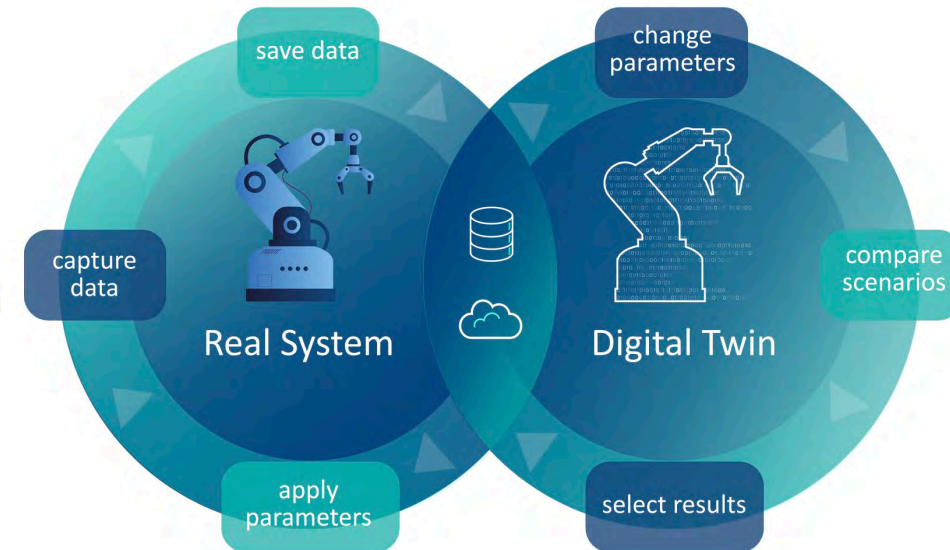 save data
change
parameters
capture
data
compare
scenarios
Real System
Digital Twin
apply
parameters
select results